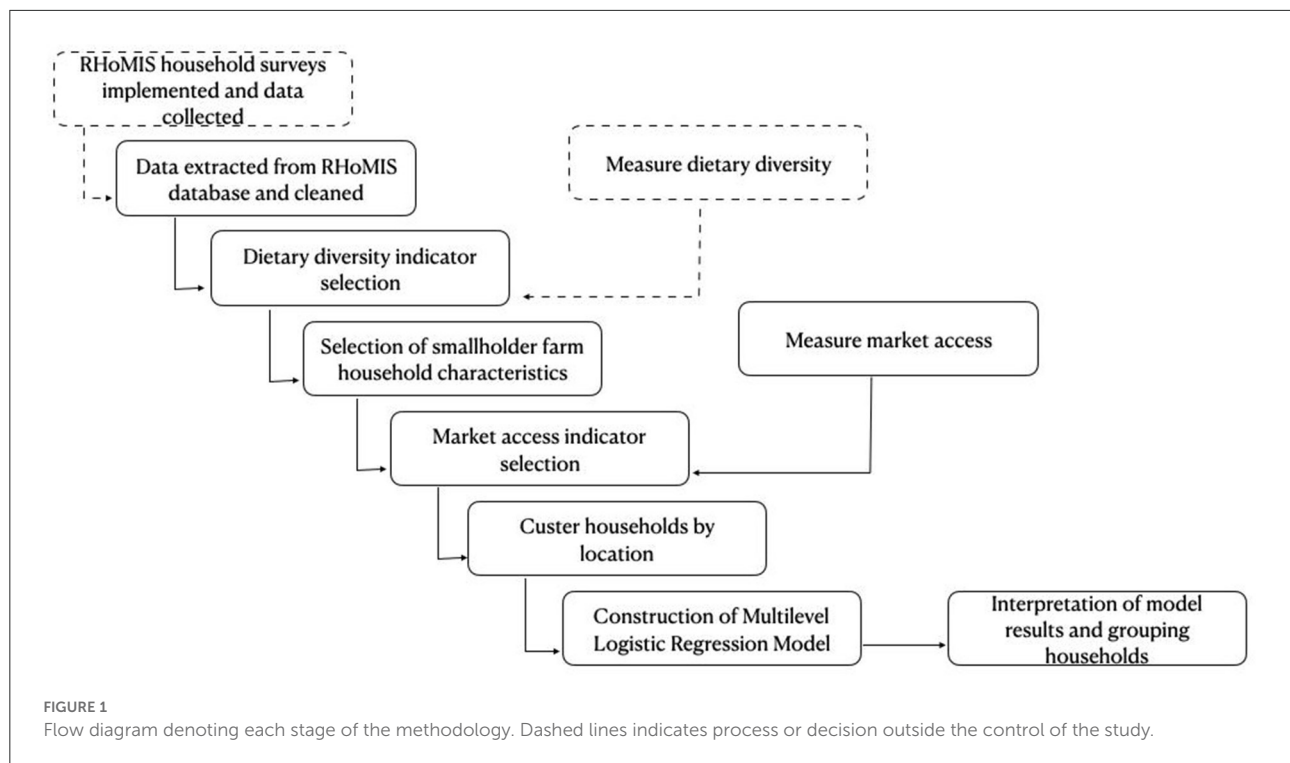 RHoMIS household surveys
implemented and data
collected
Data extracted from RHoMIS
database and cleaned
Measure dietary diversity
Dietary diversity indicator
selection
Selection of smallholder farm
household characteristics
Measure market access
Market access indicator
selection
Custer households by
location
Construction of Multilevel
Logistic Regression Model
Interpretation of model
results and grouping
households
FIGURE 1
Flow diagram denoting each stage of the methodology. Dashed lines indicates process or decision outside the control of the study.